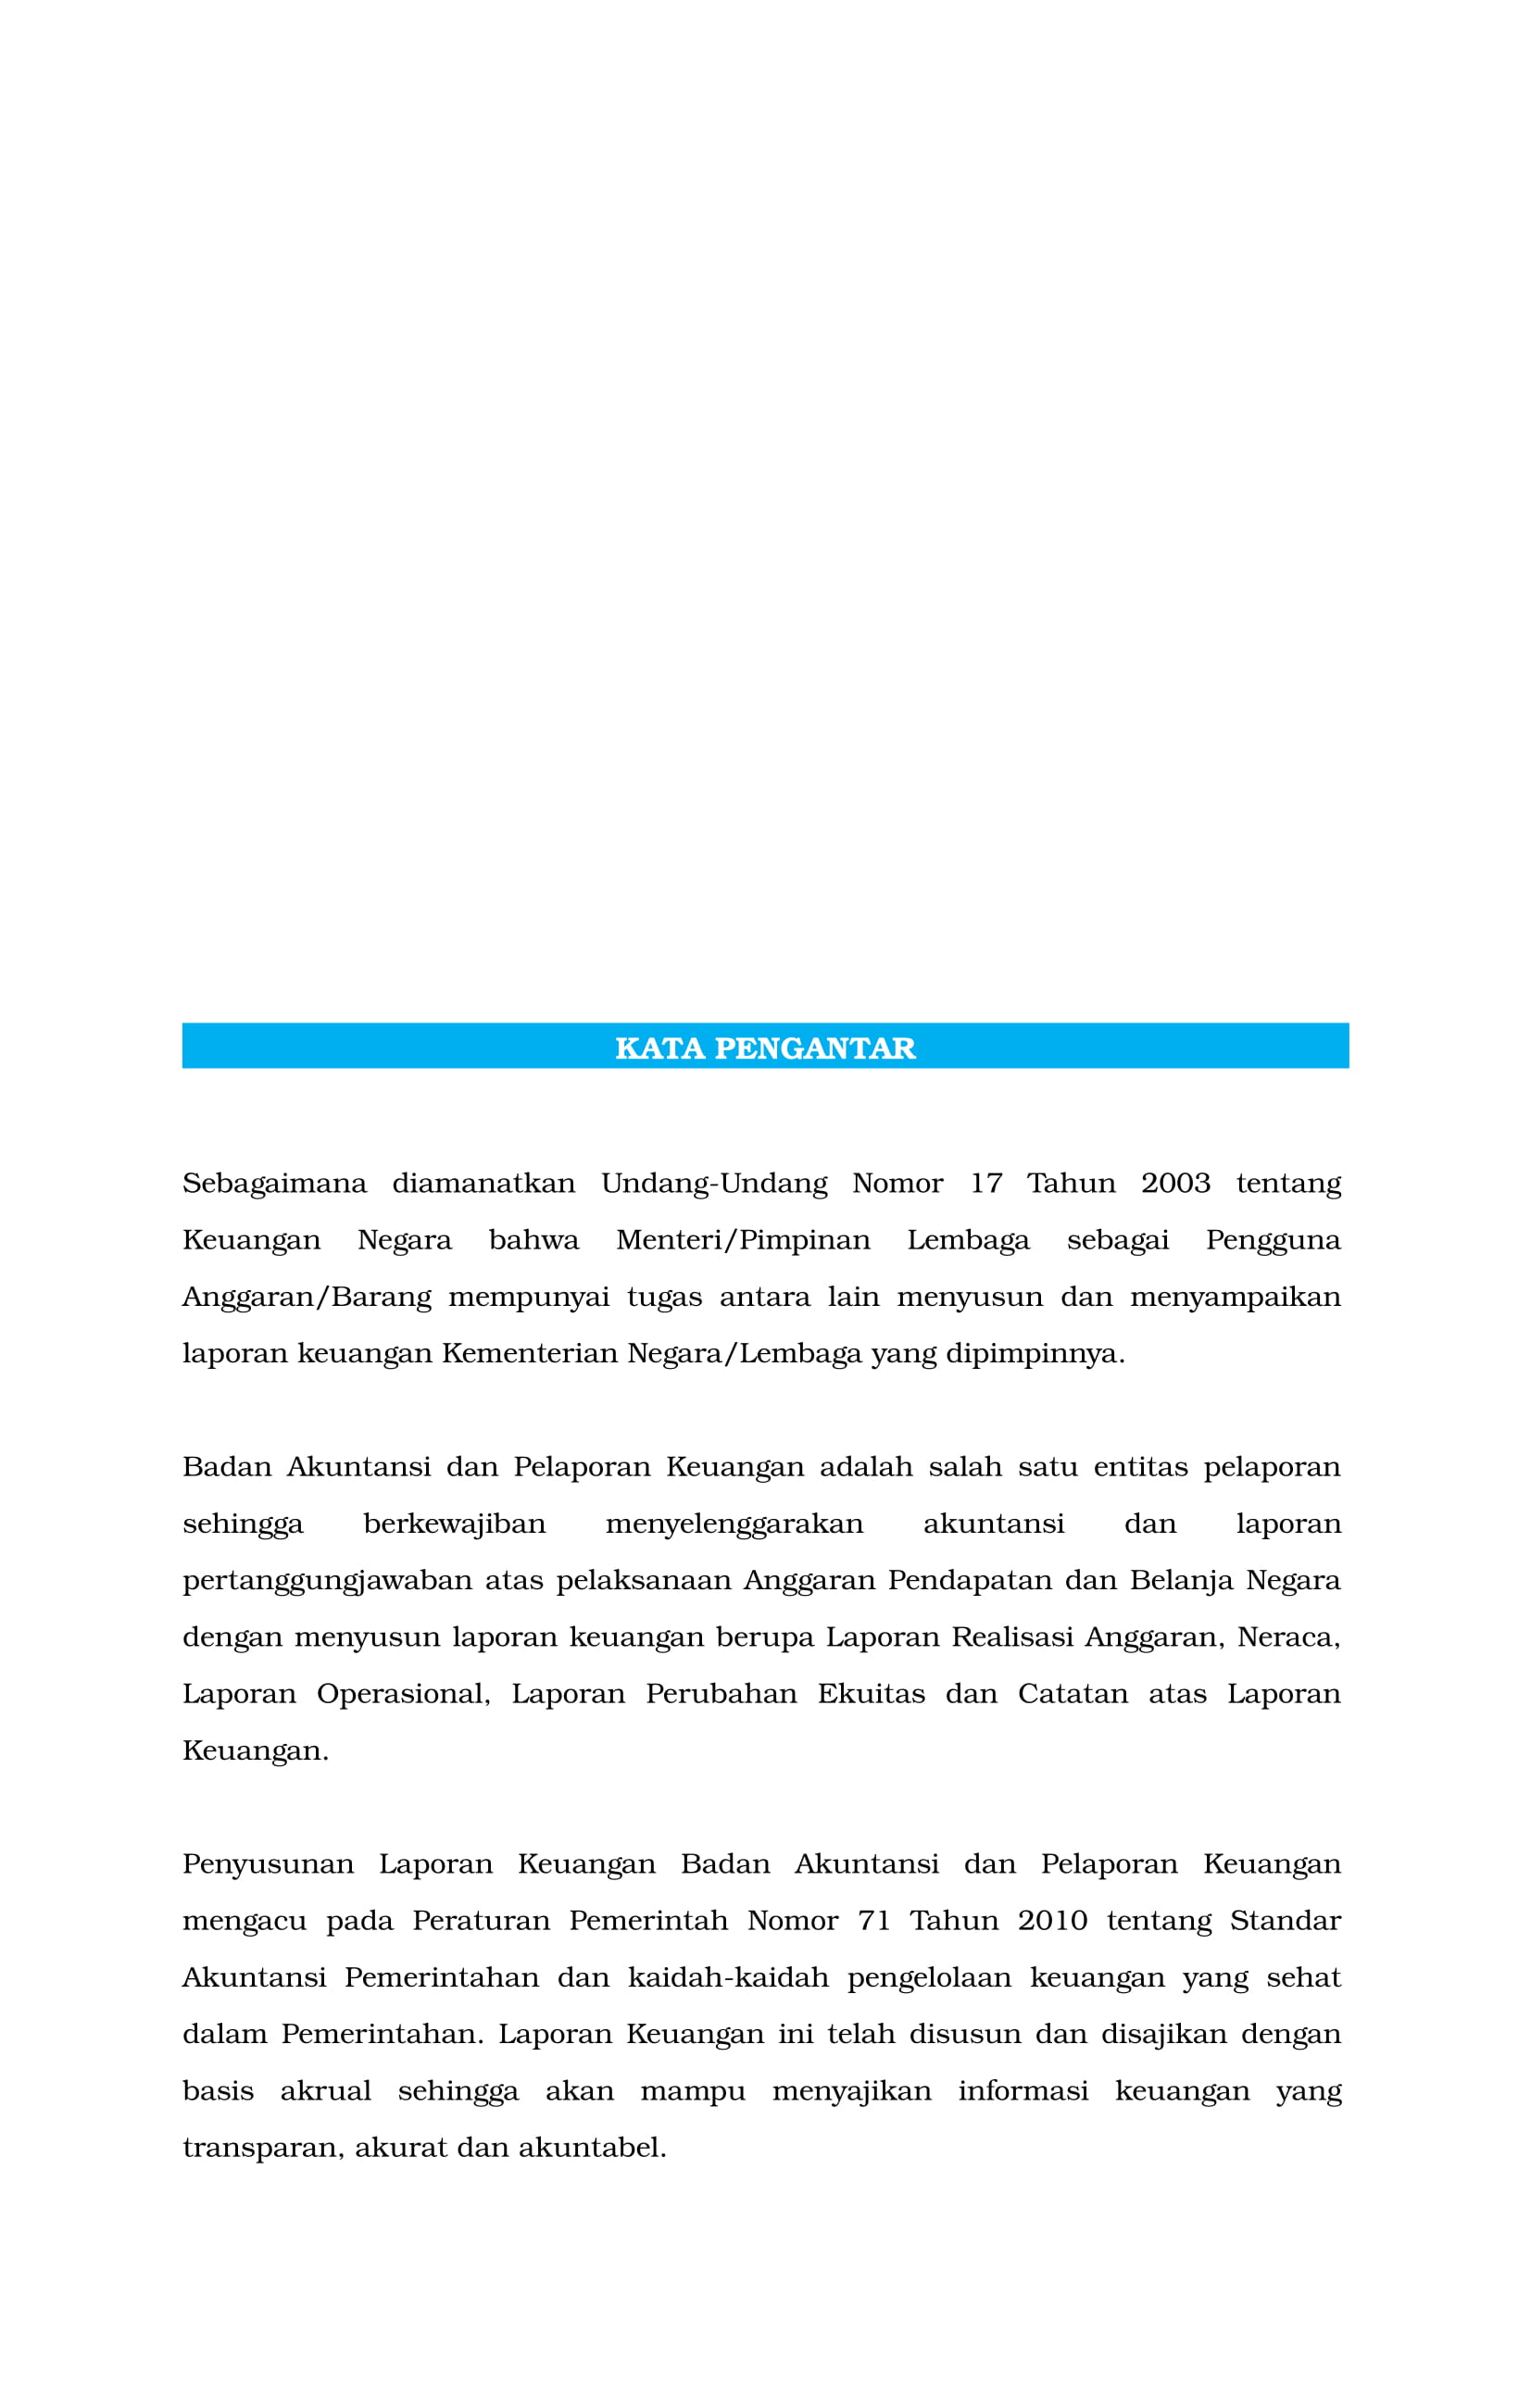 KATA PENGANTAR
Sebagaimana diamanatkan Undang-Undang Nomor 17 Tahun 2003 tentang
Keuangan Negara bahwa Menteri/Pimpinan Lembaga sebagai Pengguna
Anggaran/Barang mempunyai tugas antara lain menyusun dan menyampaikan
laporan keuangan Kementerian Negara/Lembaga yang dipimpinnya.
Badan Akuntansi dan Pelaporan Keuangan adalah salah satu entitas pelaporan
sehingga berkewajiban menyelenggarakan akuntansi dan laporan
pertanggungjawaban atas pelaksanaan Anggaran Pendapatan dan Belanja Negara
dengan menyusun laporan keuangan berupa Laporan Realisasi Anggaran, Neraca,
Laporan Operasional, Laporan Perubahan Ekuitas dan Catatan atas Laporan
Keuangan.
Penyusunan Laporan Keuangan Badan Akuntansi dan Pelaporan Keuangan
mengacu pada Peraturan Pemerintah Nomor 71 Tahun 2010 tentang Standar
Akuntansi Pemerintahan dan kaidah-kaidah pengelolaan keuangan yang sehat
dalam Pemerintahan. Laporan Keuangan ini telah disusun dan disajikan dengan
basis akrual sehingga akan mampu menyajikan informasi keuangan yang
transparan, akurat dan akuntabel.